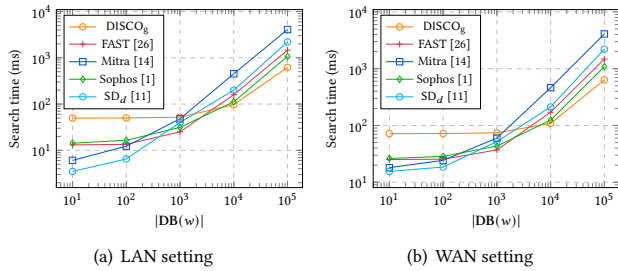 10^4
10^3
10^2
10^1
Search time (ms)
DISCO_g
FAST [26]
Mitra [14]
Sophos [1]
SD_d [11]
10^1 10^2 10^3 10^4 10^5
|DB(w)|
(a) LAN setting
10^4
10^3
10^2
10^1
Search time (ms)
DISCO_g
FAST [26]
Mitra [14]
Sophos [1]
SD_d [11]
10^1 10^2 10^3 10^4 10^5
|DB(w)|
(b) WAN setting